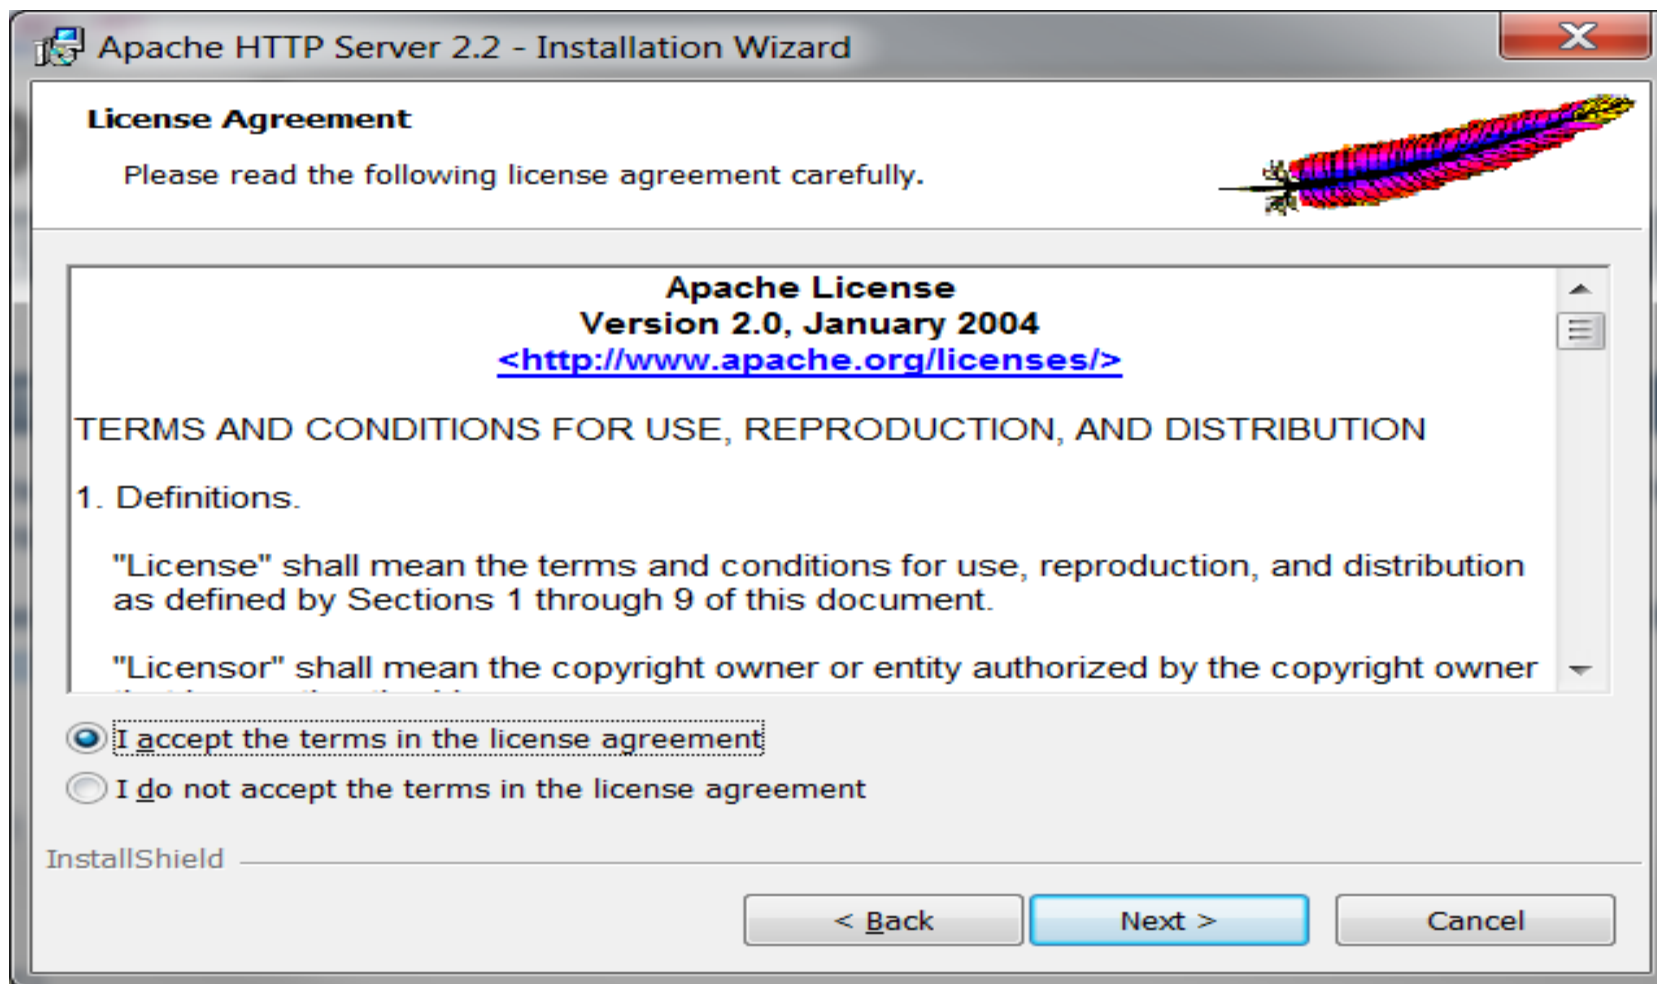 Apache HTTP Server 2.2 - Installation Wizard
License Agreement
Please read the following license agreement carefully.
Apache License
Version 2.0, January 2004
<http://www.apache.org/licenses/>
TERMS AND CONDITIONS FOR USE, REPRODUCTION, AND DISTRIBUTION
1. Definitions.
"License" shall mean the terms and conditions for use, reproduction, and distribution
as defined by Sections 1 through 9 of this document.
"Licensor" shall mean the copyright owner or entity authorized by the copyright owner
I accept the terms in the license agreement
I do not accept the terms in the license agreement
InstallShield
< Back
Next >
Cancel